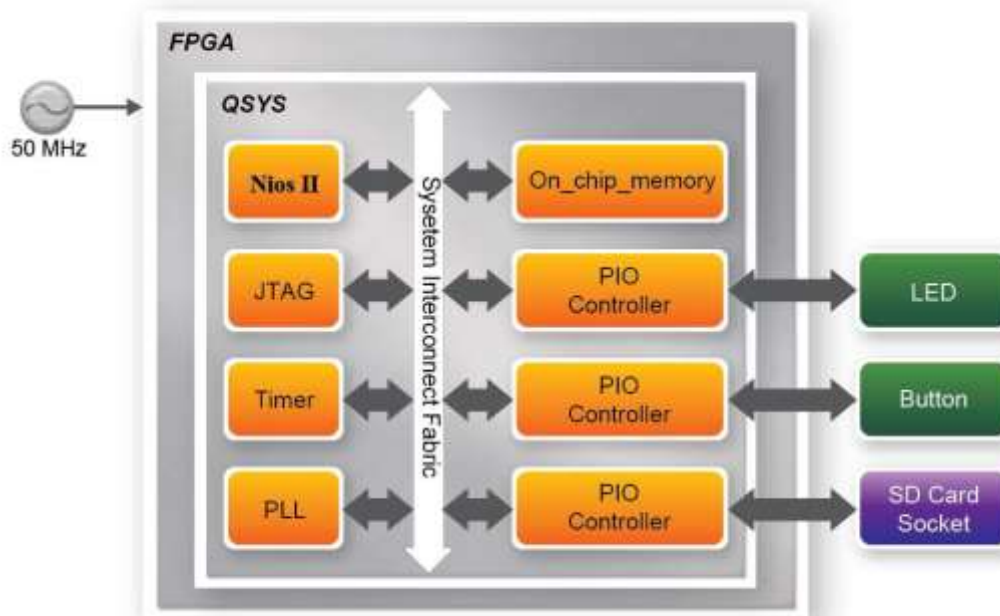 FPGA
QSYS
50 MHz
Nios II
On_chip_memory
Sysetem Interconnect Fabric
JTAG
PIO
Controller
LED
Timer
PIO
Controller
Button
PLL
PIO
Controller
SD Card
Socket